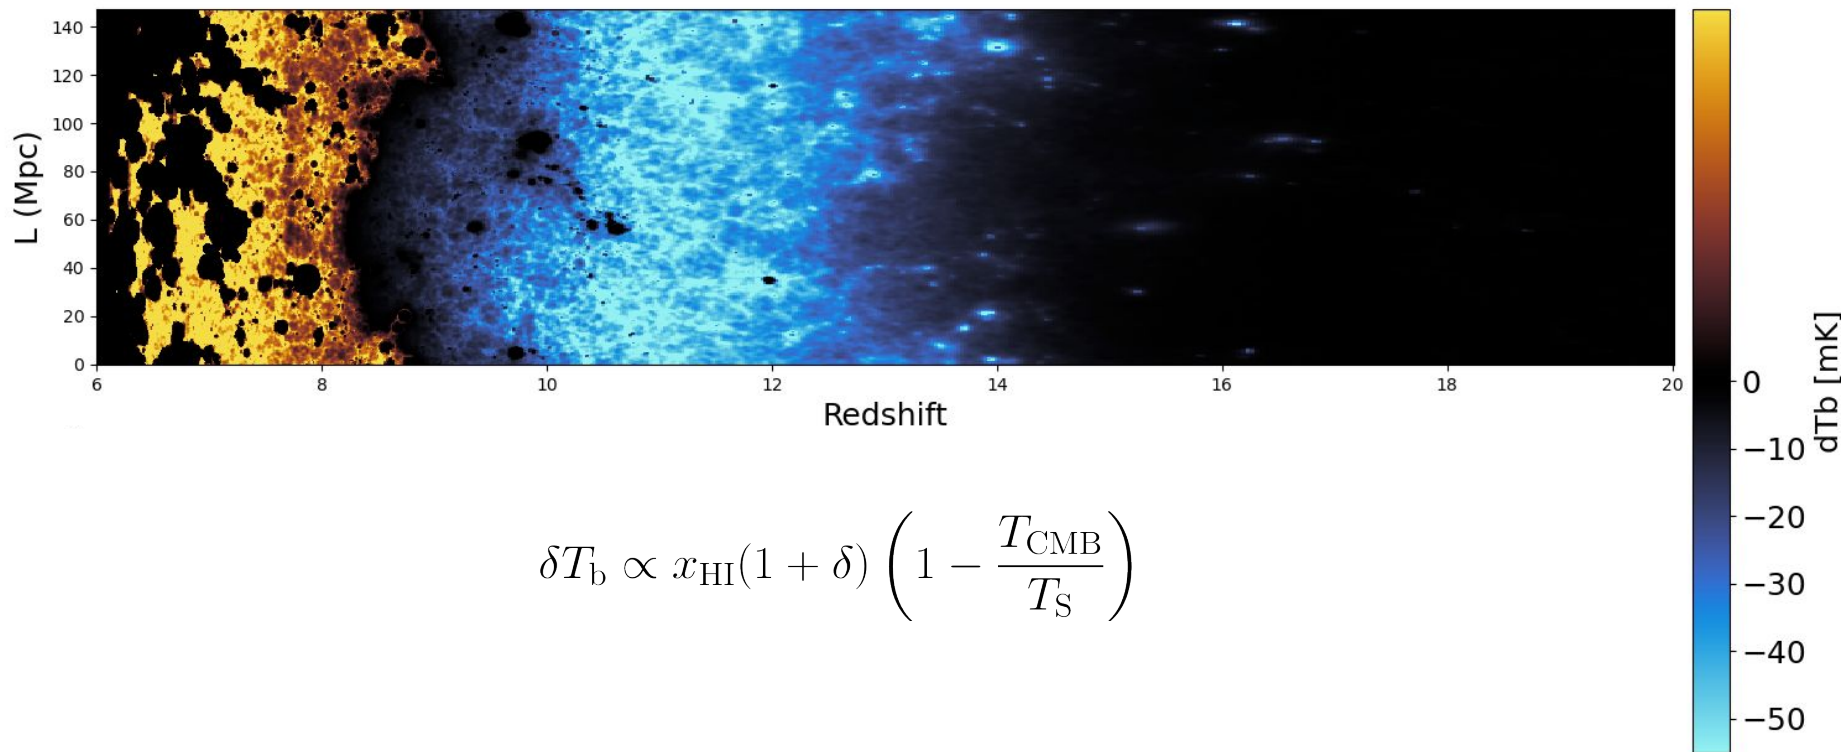 140
120
100
80
60
40
20
0
L (Mpc)
6 8 10 12 14 16 18 20
Redshift
0
−10
−20
−30
−40
−50
dTb [mK]
δT_b ∝ x_HI(1 + δ) (1 − T_CMB/T_S)